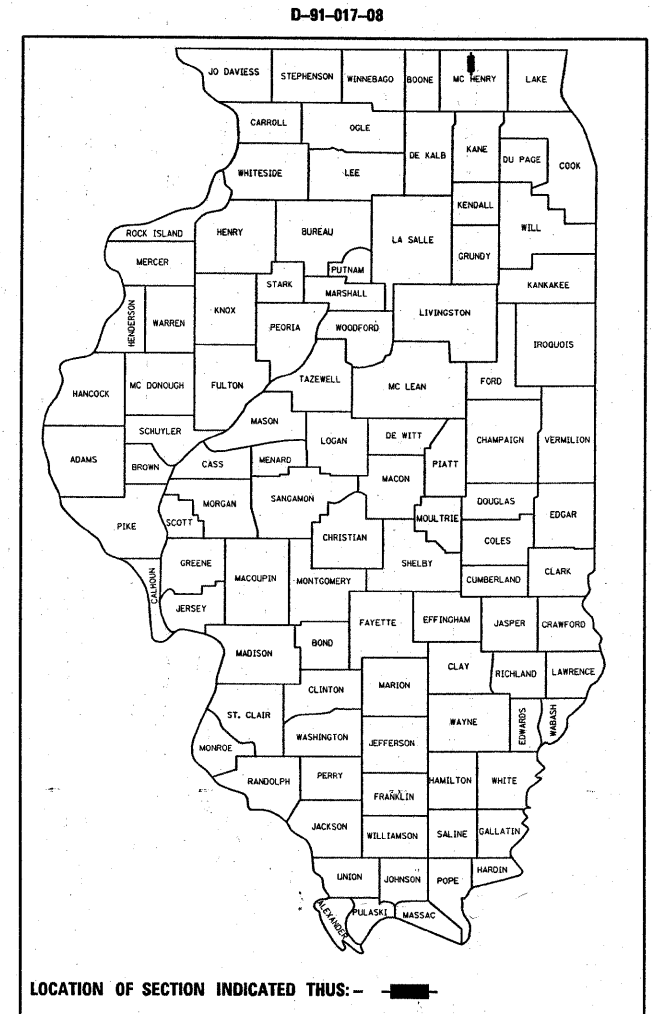 D-91-017-08
JO DAVIESS
STEPHENSON
WINNEBAGO
BOONE
MC HENRY
LAKE
CARROLL
OGLE
DE KALB
KANE
DU PAGE
COOK
WHITESIDE
LEE
KENDALL
WILL
ROCK ISLAND
HENRY
BUREAU
LA SALLE
GRUNDY
MERCER
PUTNAM
STARK
MARSHALL
KANKAKEE
HENDERSON
WARREN
KNOX
PEORIA
WOODFORD
LIVINGSTON
IROQUOIS
HANCOCK
MC DONOUGH
FULTON
TAZEWELL
MC LEAN
FORD
MASON
SCHUYLER
LOGAN
DE WITT
CHAMPAIGN
VERMILION
ADAMS
BROWN
CASS
MENARD
PIATT
MACON
MORGAN
SANGAMON
DOUGLAS
EDGAR
PIKE
SCOTT
CHRISTIAN
MOULTRIE
COLES
GREENE
MACOUPIN
MONTGOMERY
SHELBY
CUMBERLAND
CLARK
CALHOUN
JERSEY
FAYETTE
EFFINGHAM
JASPER
CRAWFORD
MADISON
BOND
CLAY
RICHLAND
LAWRENCE
CLINTON
MARION
ST. CLAIR
WAYNE
EDWARDS
WABASH
MONROE
WASHINGTON
JEFFERSON
RANDOLPH
PERRY
HAMILTON
WHITE
FRANKLIN
JACKSON
WILLIAMSON
SALINE
GALLATIN
UNION
JOHNSON
POPE
HARDIN
ALEXANDER
PULASKI
MASSAC
LOCATION OF SECTION INDICATED THUS:-